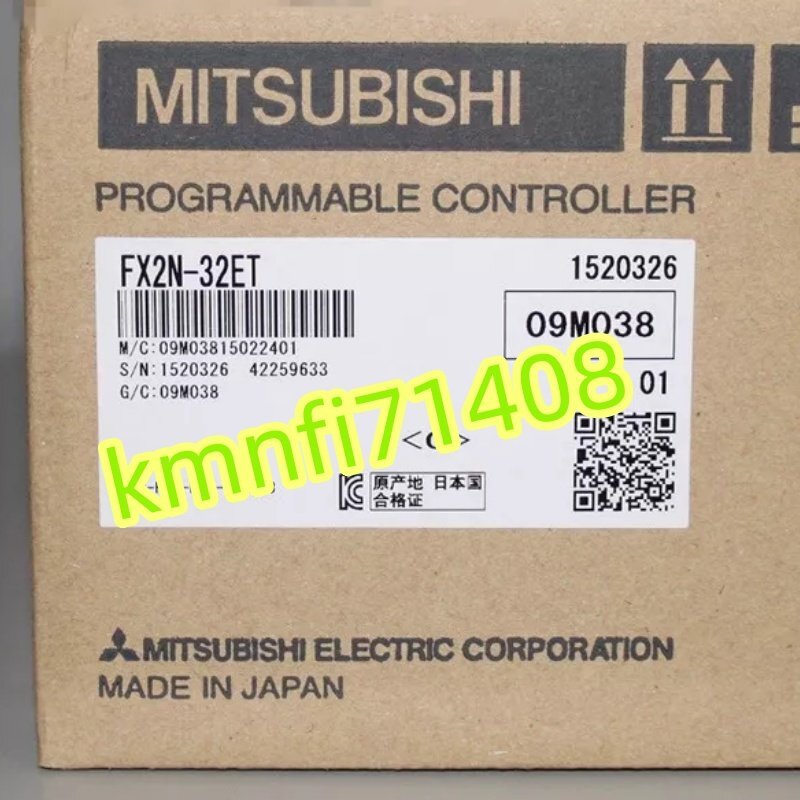 MITSUBISHI
PROGRAMMABLE CONTROLLER
FX2N-32ET 1520326
09M038
M/C:09M03815022401
S/N:1520326 42259633
G/C:09M038
01
kmnfi71408
原产地 日本国
合格证
MITSUBISHI ELECTRIC CORPORATION
MADE IN JAPAN